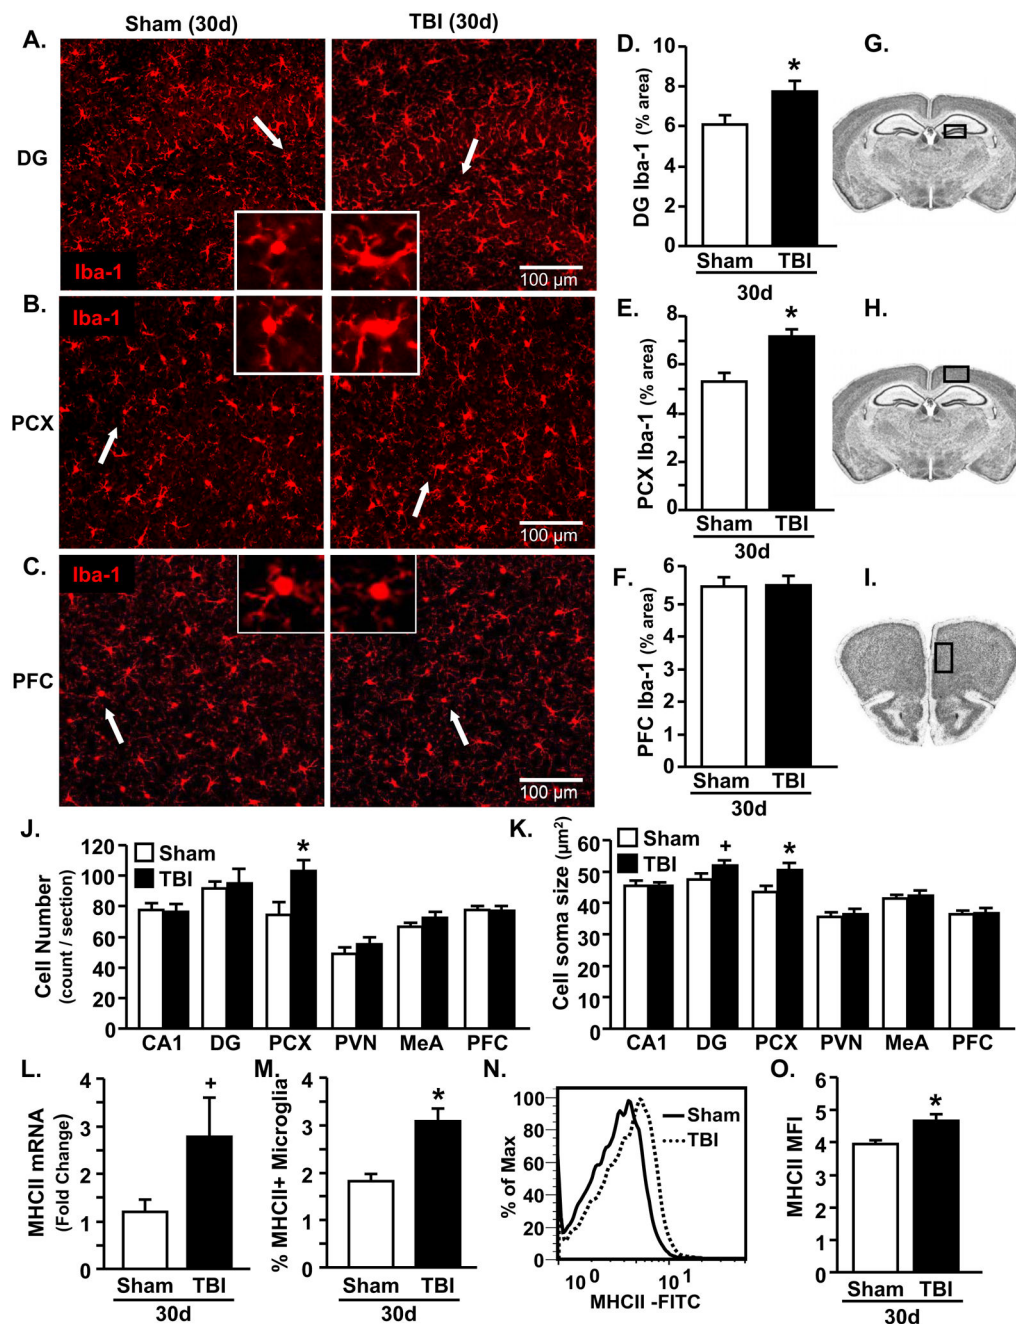 Sham (30d)
TBI (30d)
A.
DG
Iba-1
100 µm
B.
Iba-1
PCX
100 µm
C.
Iba-1
PFC
100 µm
D.
DG Iba-1 (% area)
10
8
6
4
2
0
*
Sham TBI
30d
E.
PCX Iba-1 (% area)
8
6
5
4
2
0
*
Sham TBI
30d
F.
PFC Iba-1 (% area)
6
5
4
3
2
1
0
Sham TBI
30d
G.
H.
I.
J.
Cell Number
(count / section)
120
100
80
60
40
20
0
Sham
TBI
*
CA1 DG PCX PVN MeA PFC
K.
Cell soma size (µm²)
60
50
40
30
20
10
0
Sham
TBI
+
*
CA1 DG PCX PVN MeA PFC
L.
MHCII mRNA
(Fold Change)
4
3
2
1
0
+
Sham TBI
30d
M.
% MHCII+ Microglia
4
3
2
1
0
*
Sham TBI
30d
N.
% of Max
100
80
60
40
20
0
Sham
TBI
10⁰ 10¹
MHCII -FITC
O.
MHCII MFI
6
5
4
3
2
1
0
*
Sham TBI
30d